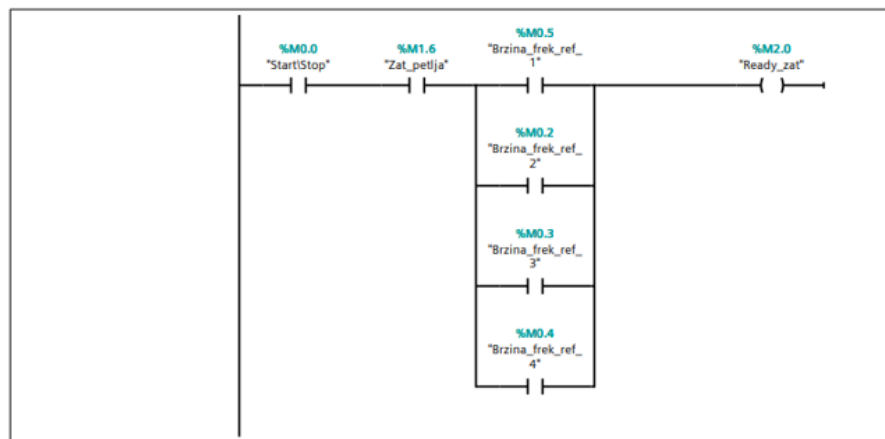 %M0.0
"Start\Stop"
%M1.6
"Zat_petlja"
%M0.5
"Brzina_frek_ref_
1"
%M2.0
"Ready_zat"
%M0.2
"Brzina_frek_ref_
2"
%M0.3
"Brzina_frek_ref_
3"
%M0.4
"Brzina_frek_ref_
4"